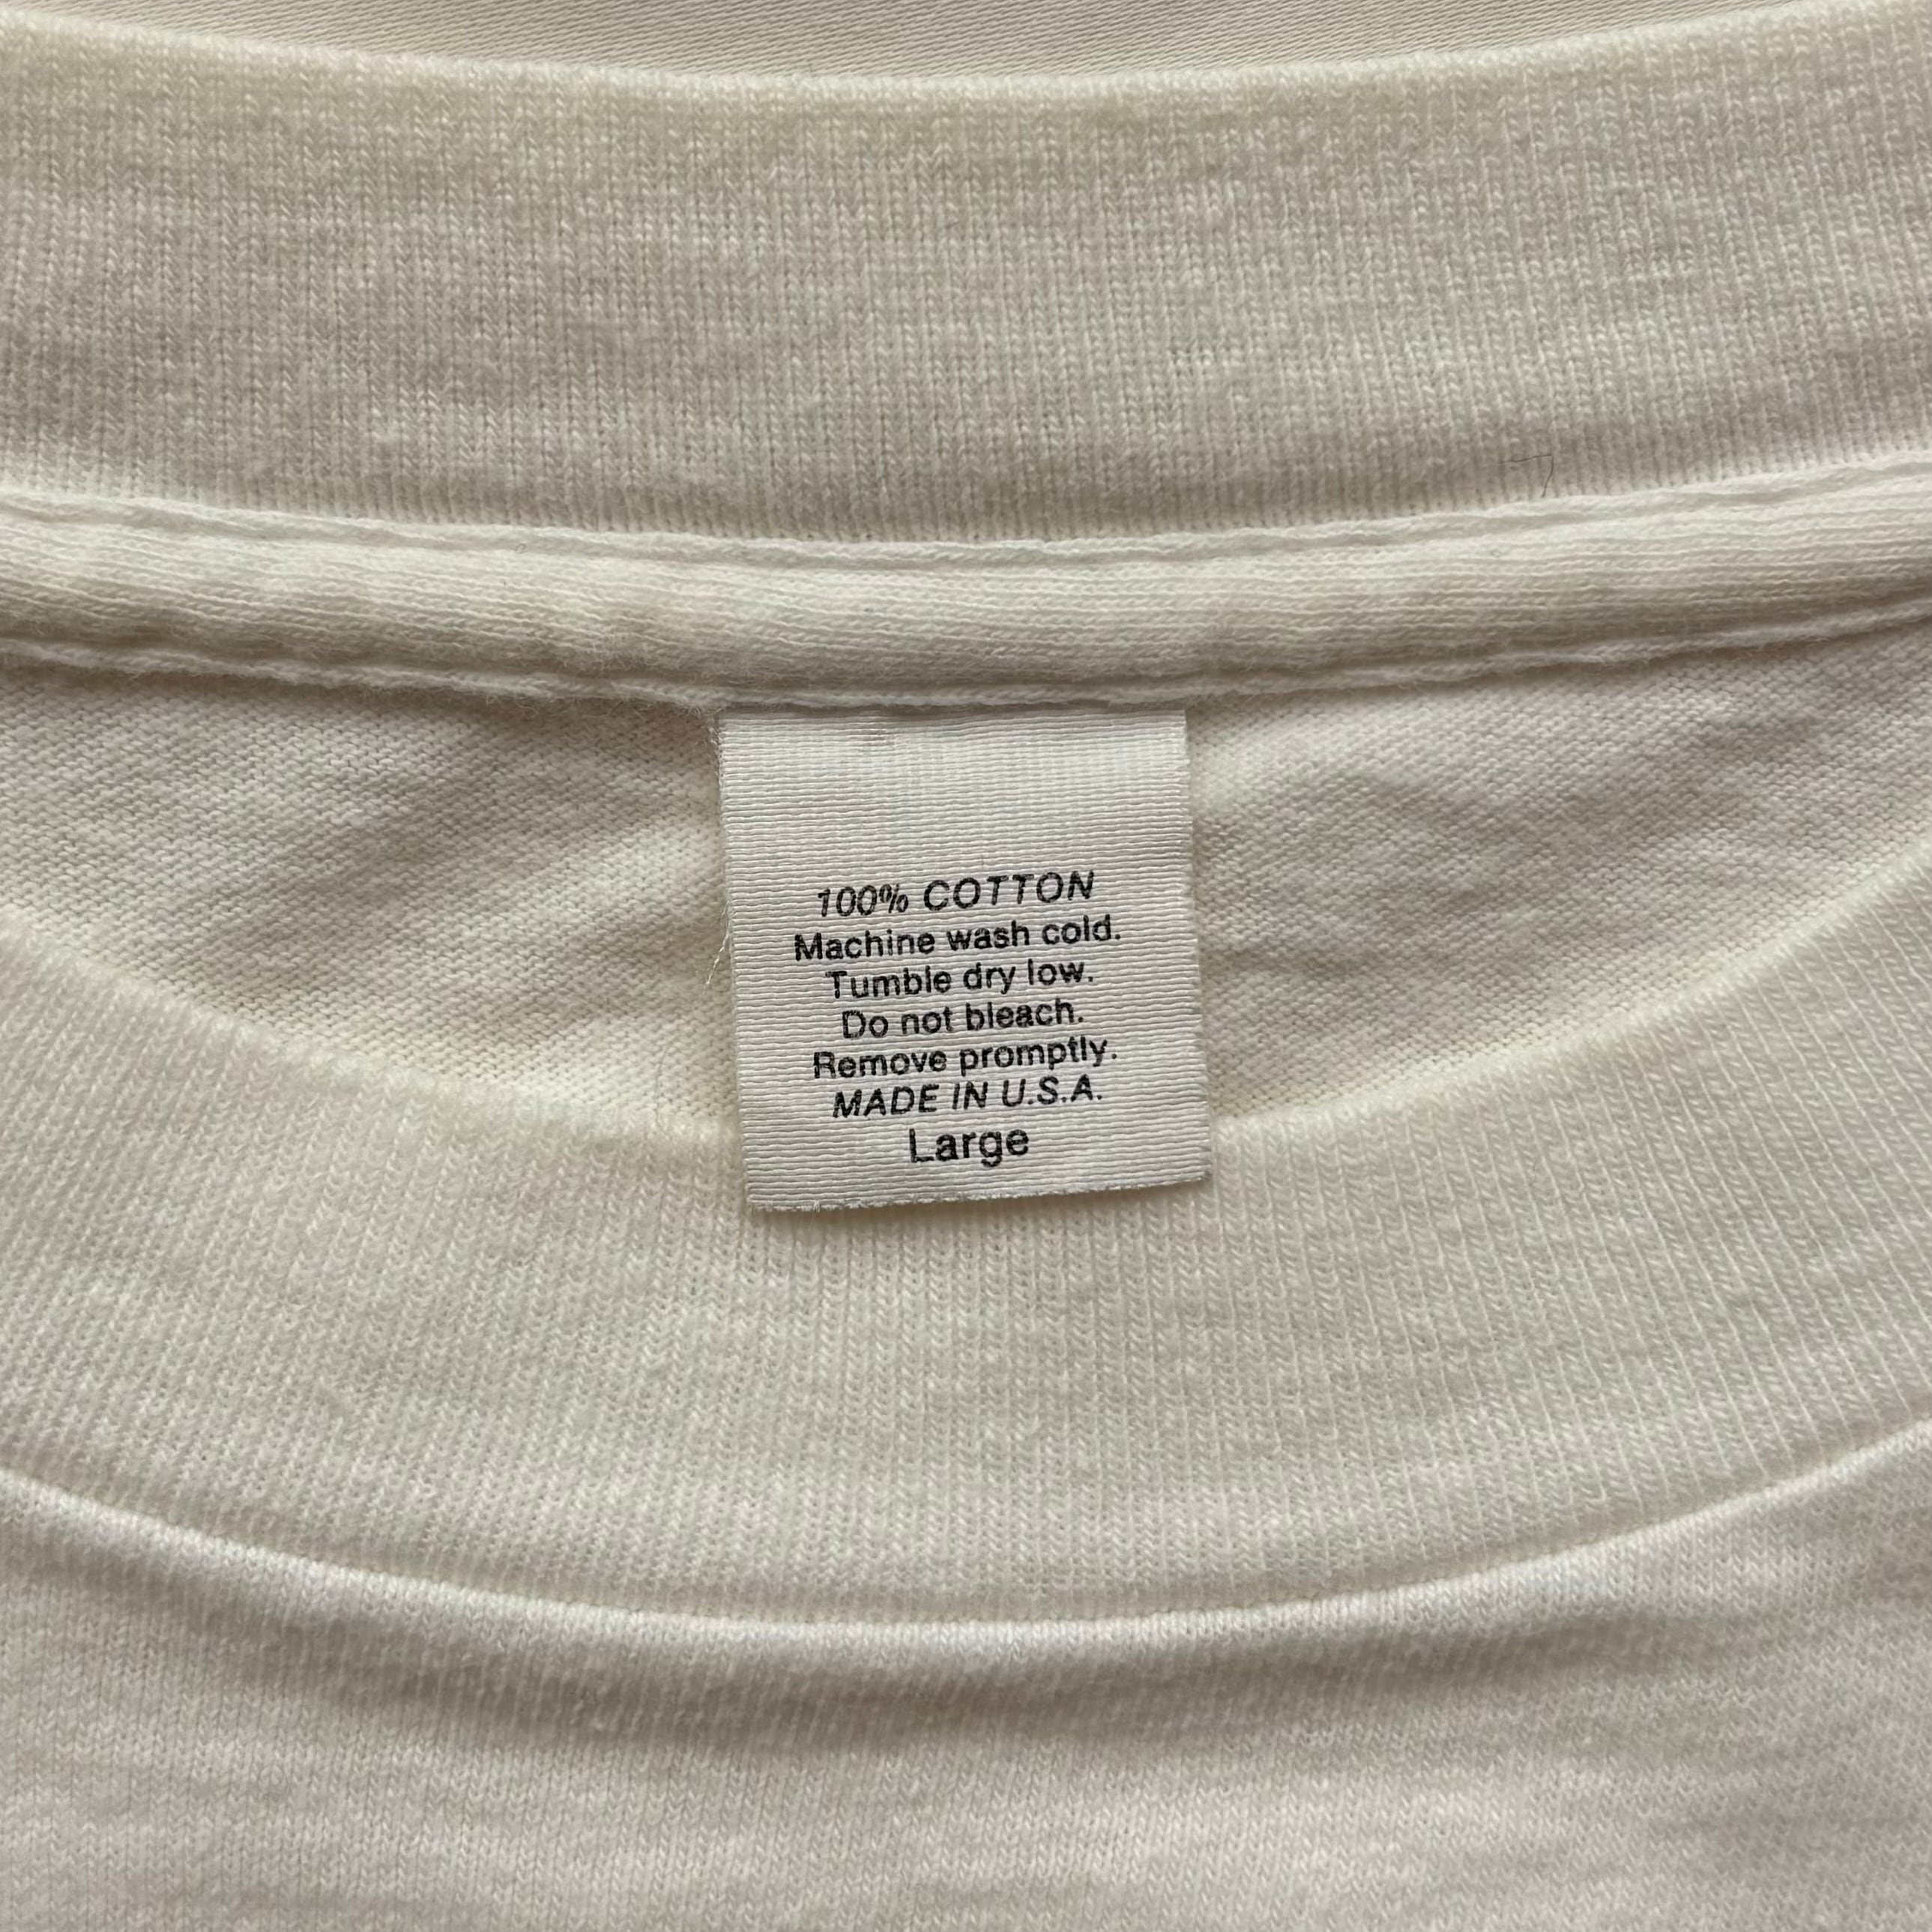 100% COTTON
Machine wash cold.
Tumble dry low.
Do not bleach.
Remove promptly.
MADE IN U.S.A.
Large